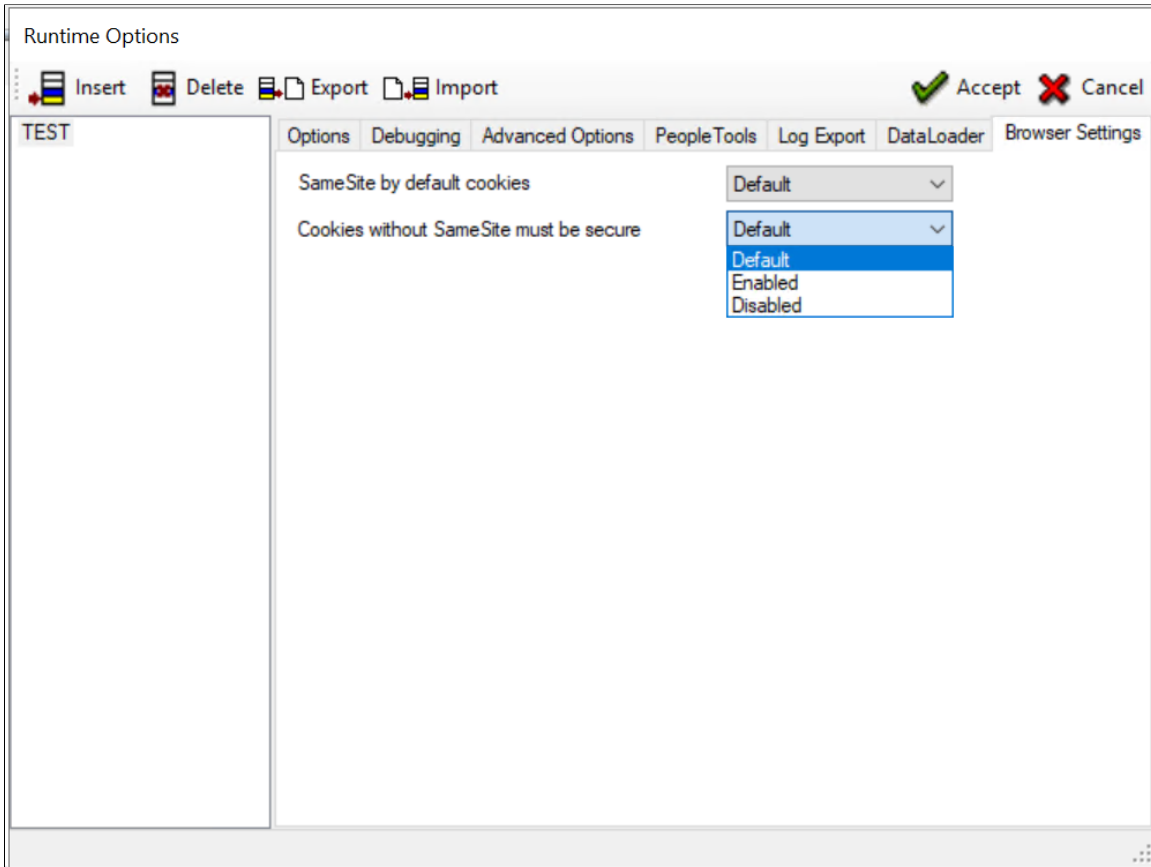 Runtime Options
Insert Delete Export Import Accept Cancel
TEST
Options Debugging Advanced Options PeopleTools Log Export DataLoader Browser Settings
SameSite by default cookies Default
Cookies without SameSite must be secure Default
Default
Enabled
Disabled